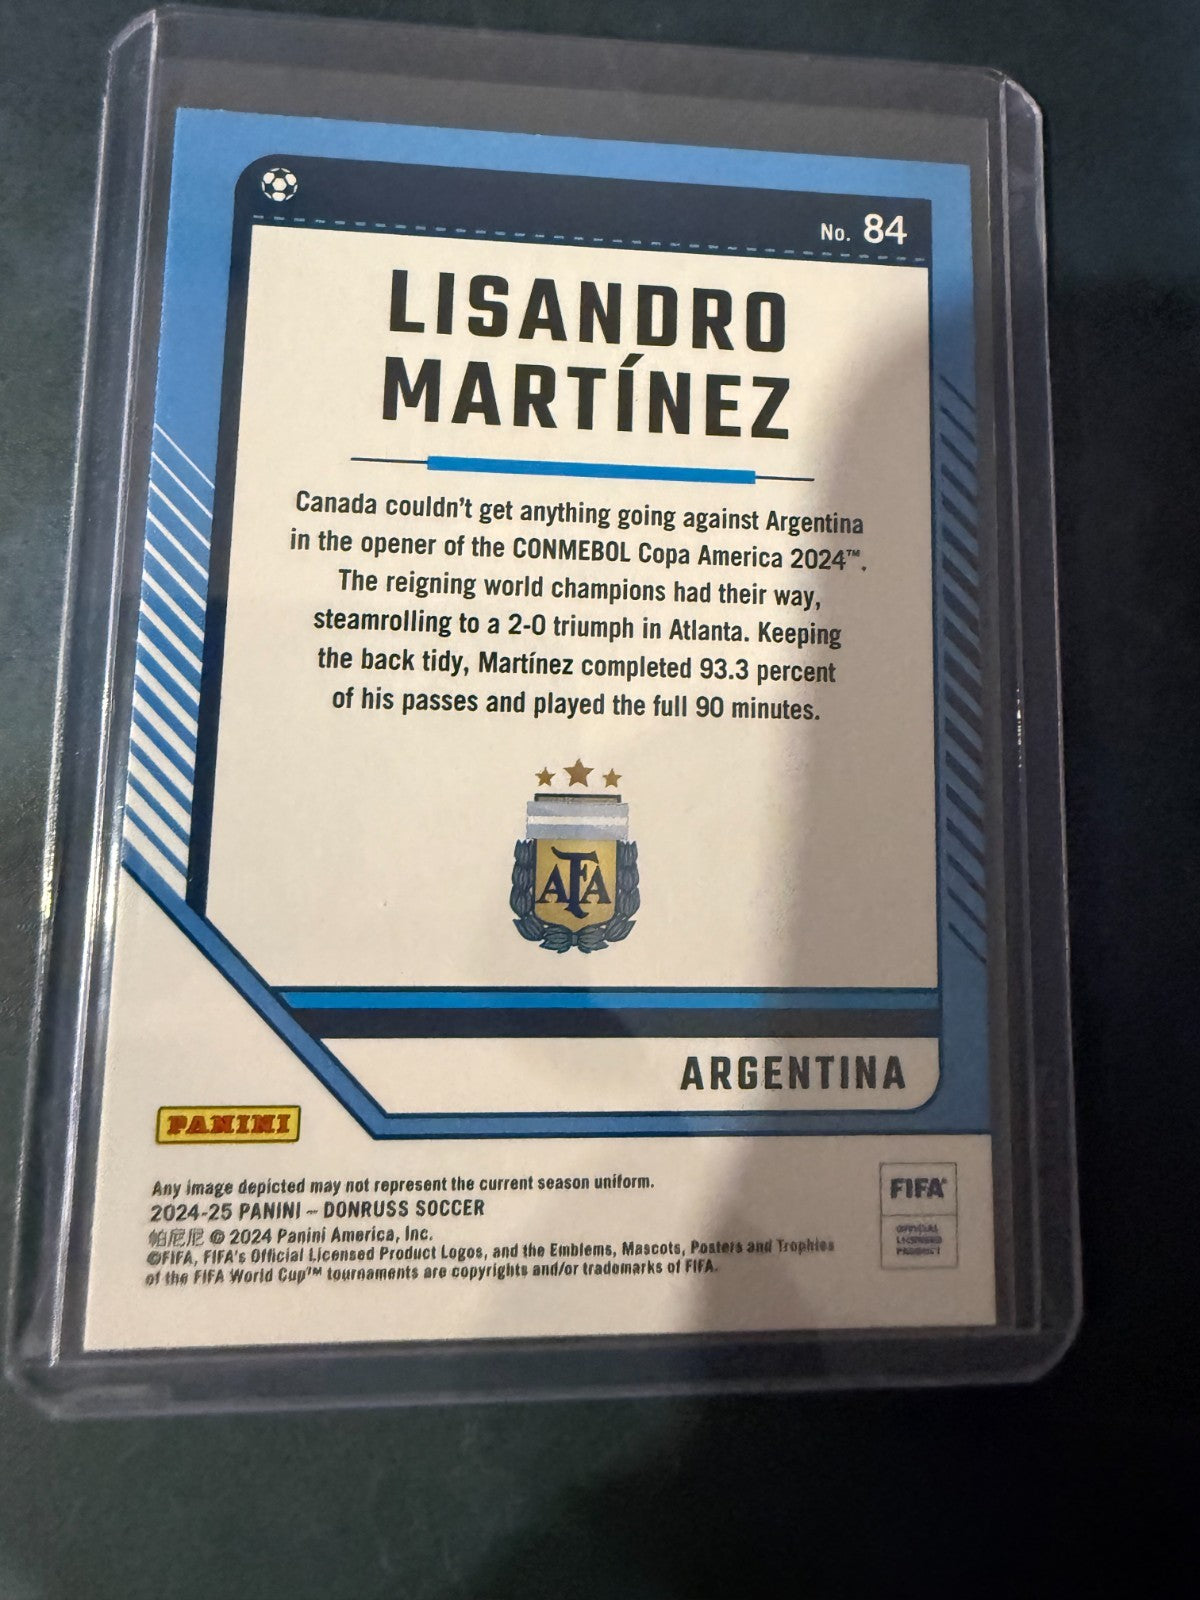 No. 84
LISANDRO
MARTÍNEZ
Canada couldn't get anything going against Argentina
in the opener of the CONMEBOL Copa America 2024™.
The reigning world champions had their way,
steamrolling to a 2-0 triumph in Atlanta. Keeping
the back tidy, Martínez completed 93.3 percent
of his passes and played the full 90 minutes.
AFA
ARGENTINA
PANINI
Any image depicted may not represent the current season uniform.
2024-25 PANINI – DONRUSS SOCCER
帕尼尼 © 2024 Panini America, Inc.
©FIFA, FIFA's Official Licensed Product Logos, and the Emblems, Mascots, Posters and Trophies
of the FIFA World Cup™ tournaments are copyrights and/or trademarks of FIFA.
FIFA®
OFFICIAL
LICENSED
PRODUCT